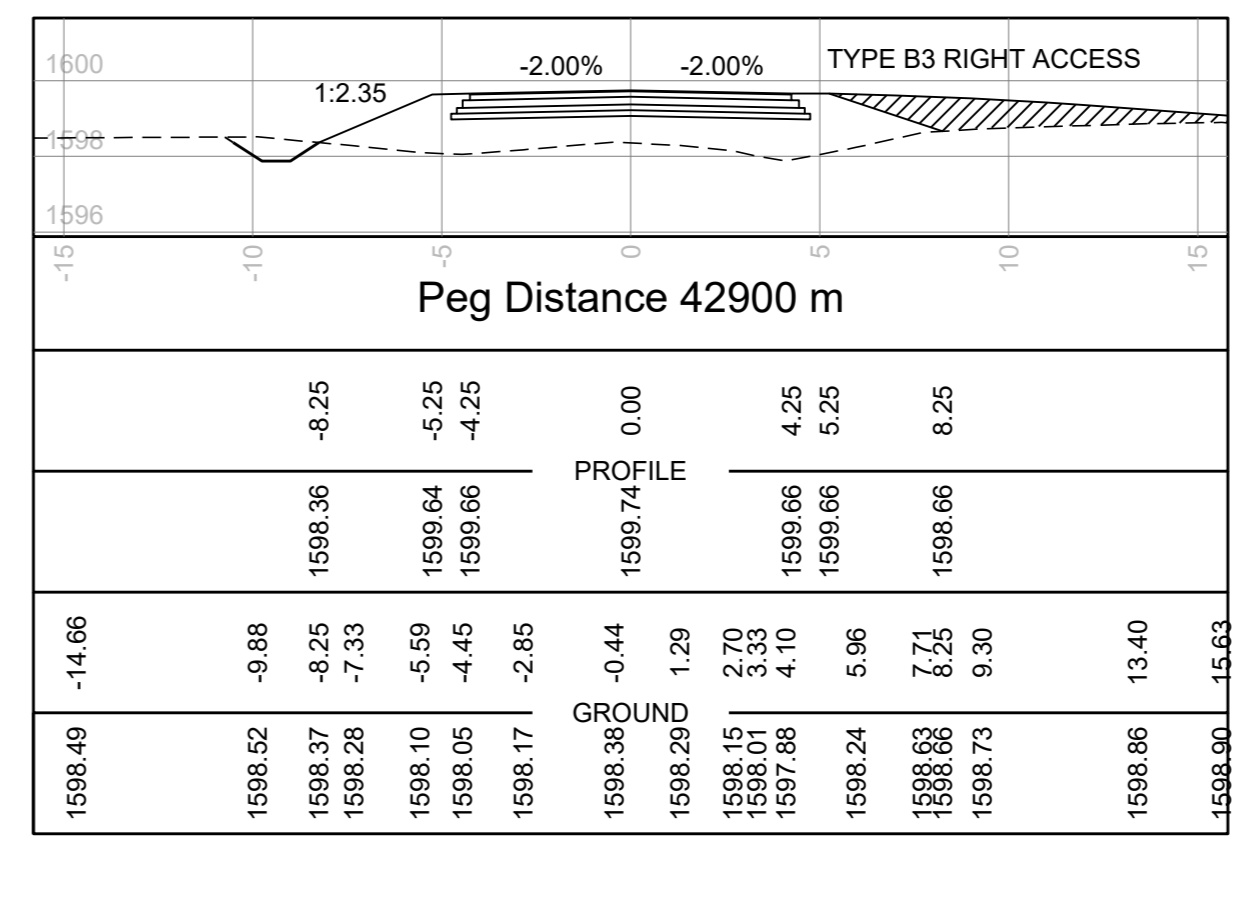 TYPE B3 RIGHT ACCESS
-2.00% -2.00%
1600
1:2.35
1598
1596
-15 -10 -5 0 5 10 15
Peg Distance 42900 m
-8.25 -5.25 -4.25 0.00 4.25 5.25 8.25
PROFILE
1598.36 1599.64 1599.66 1599.74 1599.66 1599.66 1598.66
-14.66 -9.88 -8.25 -7.33 -5.59 -4.45 -2.85 -0.44 1.29 2.70 3.33 4.10 5.96 7.71 8.25 9.30 13.40 15.63
GROUND
1598.49 1598.52 1598.37 1598.28 1598.10 1598.05 1598.17 1598.38 1598.29 1598.15 1598.01 1597.88 1598.24 1598.63 1598.66 1598.73 1598.86 1598.90